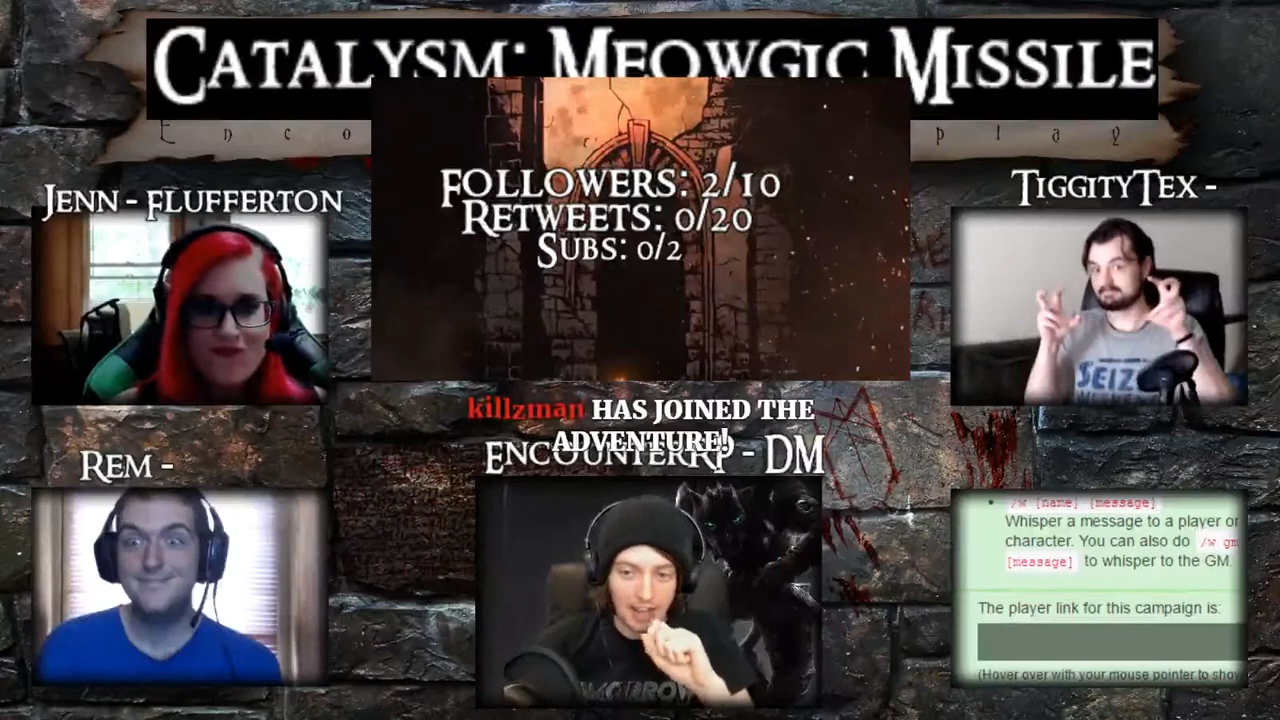 CATALYSM: MEOWGIC MISSILE
E n c o
p l a y
JENN - FLUFFERTON
FOLLOWERS: 2/10
RETWEETS: 0/20
SUBS: 0/2
TIGGITYTEX -
killzman HAS JOINED THE
ADVENTURE!
ENCOUNTERRP - DM
REM -
SEIZ
/w [name] [message]
Whisper a message to a player or
character. You can also do /w gm
[message] to whisper to the GM.
The player link for this campaign is:
(Hover over with your mouse pointer to show